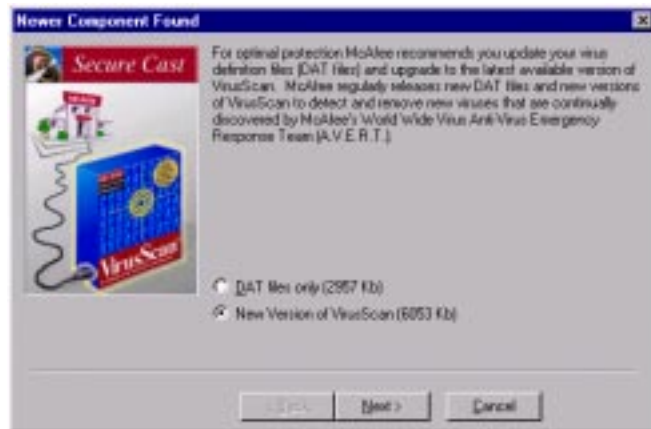 Newer Component Found
Secure Cast
For optimal protection McAfee recommends you update your virus
definition files (DAT files) and upgrade to the latest available version of
VirusScan. McAfee regularly releases new DAT files and new versions
of VirusScan to detect and remove new viruses that are continually
discovered by McAfee's World Wide Virus Anti-Virus Emergency
Response Team (A.V.E.R.T.)
VirusScan
DAT files only (2957 Kb)
New Version of VirusScan (6053 Kb)
< Back
Next >
Cancel